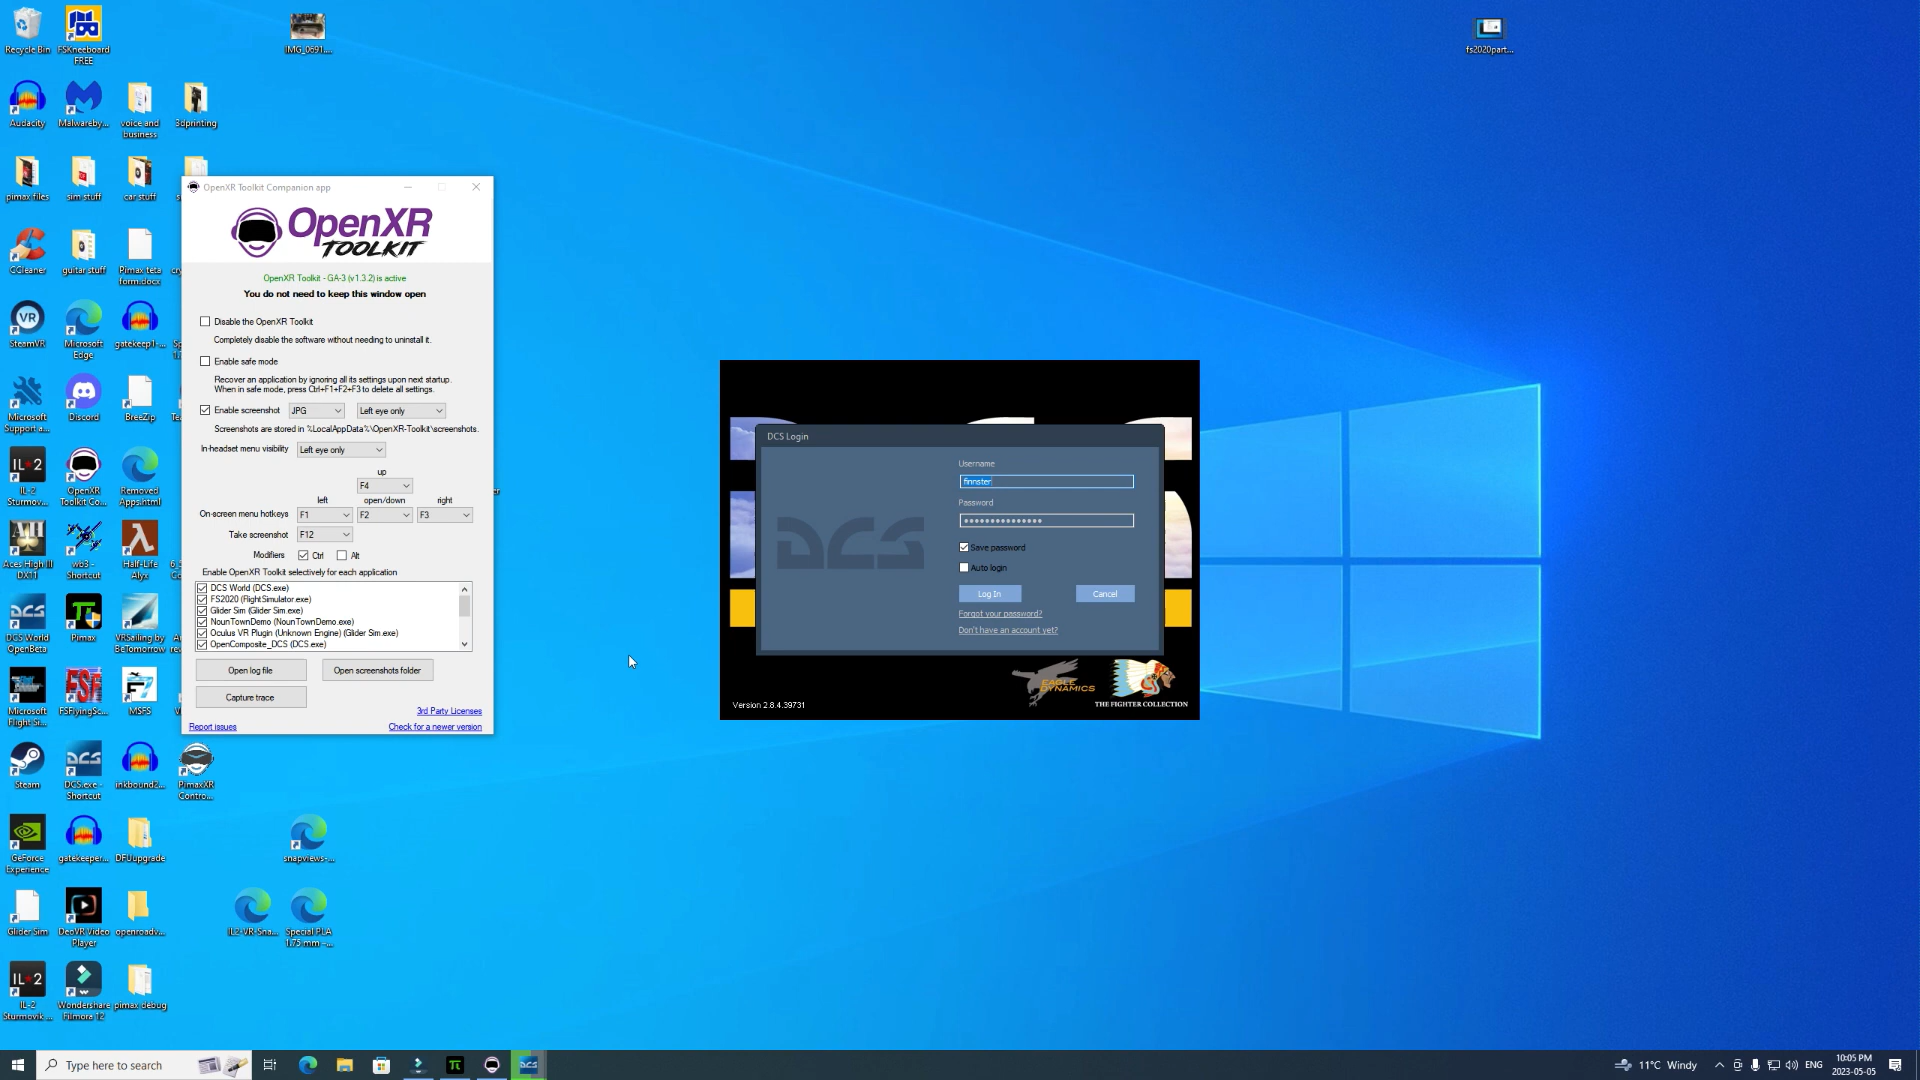 Recycle Bin
FSKneeboard
FREE
IMG_0691....
fs2020part...
Audacity
Malwareby...
voice and
business
3dprinting
pimax files
sim stuff
car stuff
CCleaner
guitar stuff
Pimax teta
form.docx
SteamVR
Microsoft
Edge
gatekeep1-...
Microsoft
Support a...
Discord
BreeZip
IL-2
Sturmov...
OpenXR
Toolkit Co...
Removed
Apps.html
Aces High III
DX11
wb3 -
Shortcut
Half-Life
Alyx
DCS World
OpenBeta
Pimax
VRSailing by
BeTomorrow
Microsoft
Flight Si...
FSFlyingSc...
MSFS
Steam
DCS.exe -
Shortcut
inkbound2...
PimaxXR
Contro...
GeForce
Experience
gatekeeper...
DFUupgrade
snapviews-...
Glider Sim
DeoVR Video
Player
openroadv...
IL2-VR-Sna...
Special PLA
1.75 mm -...
IL-2
Sturmovik ...
Wondershare
Filmora 12
pimax debug
OpenXR Toolkit Companion app
OpenXR
TOOLKIT
OpenXR Toolkit - GA-3 (v1.3.2) is active
You do not need to keep this window open
Disable the OpenXR Toolkit
Completely disable the software without needing to uninstall it.
Enable safe mode
Recover an application by ignoring all its settings upon next startup.
When in safe mode, press Ctrl+F1+F2+F3 to delete all settings.
Enable screenshot JPG Left eye only
Screenshots are stored in %LocalAppData%\OpenXR-Toolkit\screenshots.
In-headset menu visibility Left eye only
up
F4
left open/down right
On-screen menu hotkeys F1 F2 F3
Take screenshot F12
Modifiers Ctrl Alt
Enable OpenXR Toolkit selectively for each application
DCS World (DCS.exe)
FS2020 (FlightSimulator.exe)
Glider Sim (Glider Sim.exe)
NounTownDemo (NounTownDemo.exe)
Oculus VR Plugin (Unknown Engine) (Glider Sim.exe)
OpenComposite_DCS (DCS.exe)
Open log file Open screenshots folder
Capture trace
3rd Party Licenses
Report issues Check for a newer version
DCS Login
Username
finnster
Password
Save password
Auto login
Log In Cancel
Forgot your password?
Don't have an account yet?
DCS
EAGLE
DYNAMICS
THE FIGHTER COLLECTION
Version 2.8.4.39731
Type here to search
11°C Windy
ENG
10:05 PM
2023-05-05